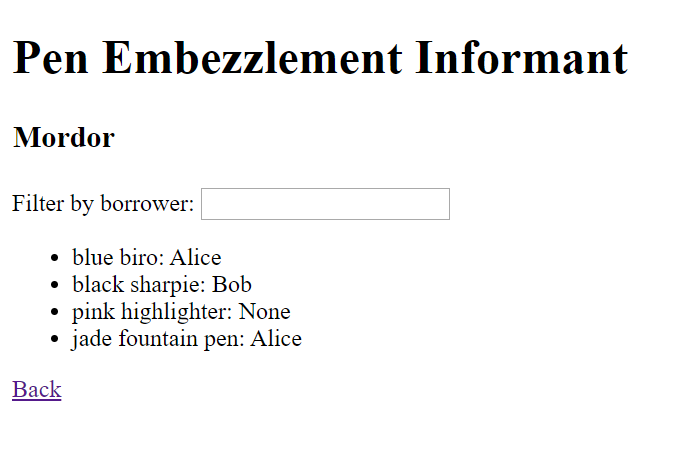 Pen Embezzlement Informant
Mordor
Filter by borrower:
blue biro: Alice
black sharpie: Bob
pink highlighter: None
jade fountain pen: Alice
Back